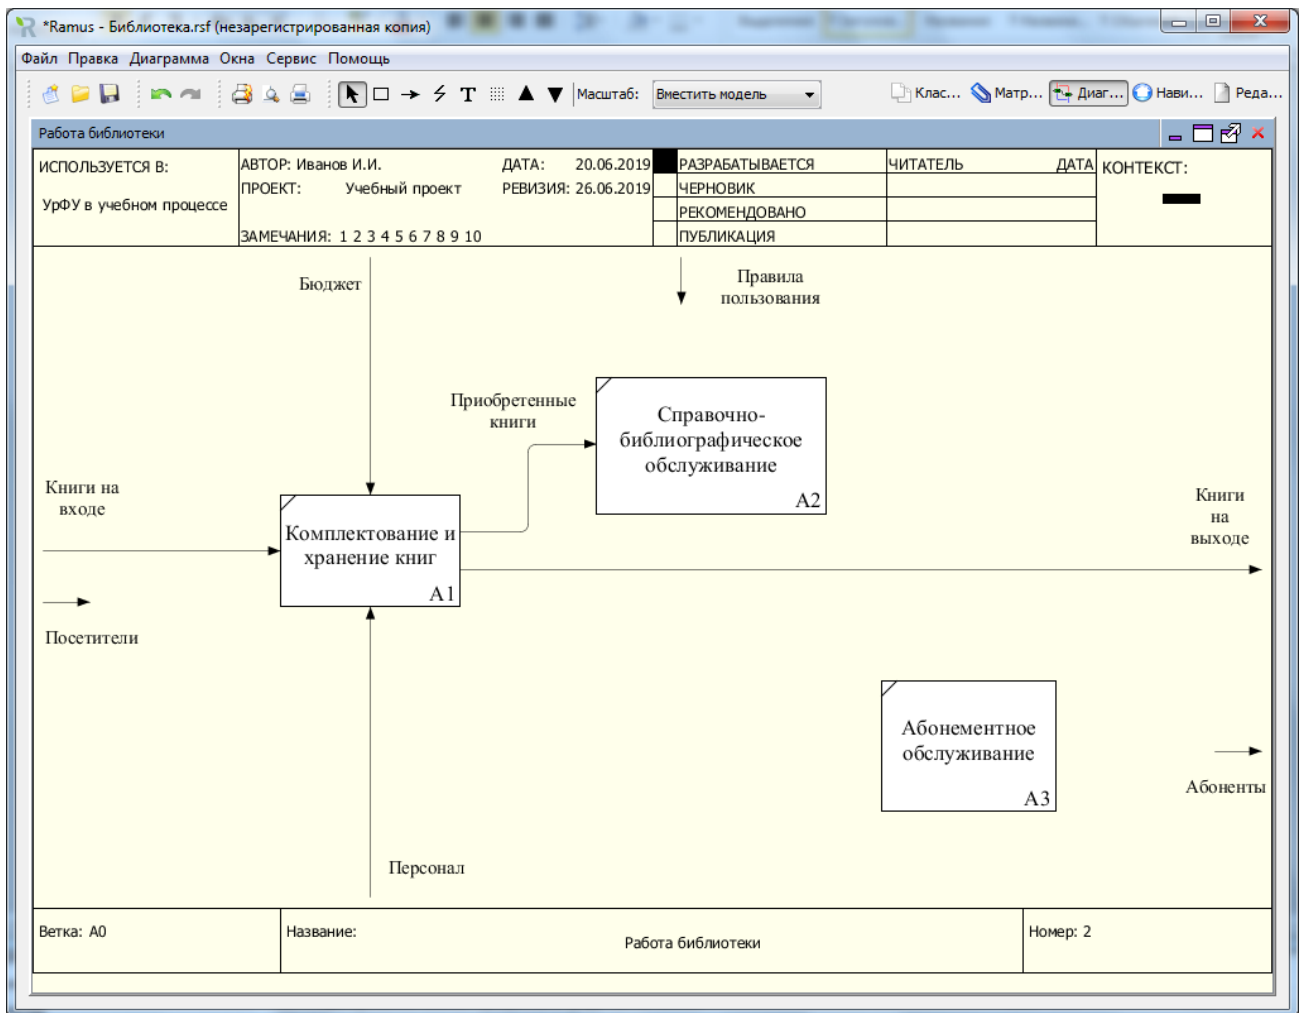 *Ramus - Библиотека.rsf (незарегистрированная копия)
Файл Правка Диаграмма Окна Сервис Помощь
Масштаб: Вместить модель Клас... Матр... Диаг... Нави... Реда...
Работа библиотеки
ИСПОЛЬЗУЕТСЯ В:
УрФУ в учебном процессе
АВТОР: Иванов И.И.
ДАТА: 20.06.2019
ПРОЕКТ: Учебный проект
РЕВИЗИЯ: 26.06.2019
ЗАМЕЧАНИЯ: 1 2 3 4 5 6 7 8 9 10
РАЗРАБАТЫВАЕТСЯ
ЧЕРНОВИК
РЕКОМЕНДОВАНО
ПУБЛИКАЦИЯ
ЧИТАТЕЛЬ ДАТА
КОНТЕКСТ:
Бюджет
Правила
пользования
Приобретенные
книги
Справочно-
библиографическое
обслуживание
A2
Книги на
входе
Комплектование и
хранение книг
A1
Книги
на
выходе
Посетители
Абонементное
обслуживание
A3
Абоненты
Персонал
Ветка: A0
Название:
Работа библиотеки
Номер: 2